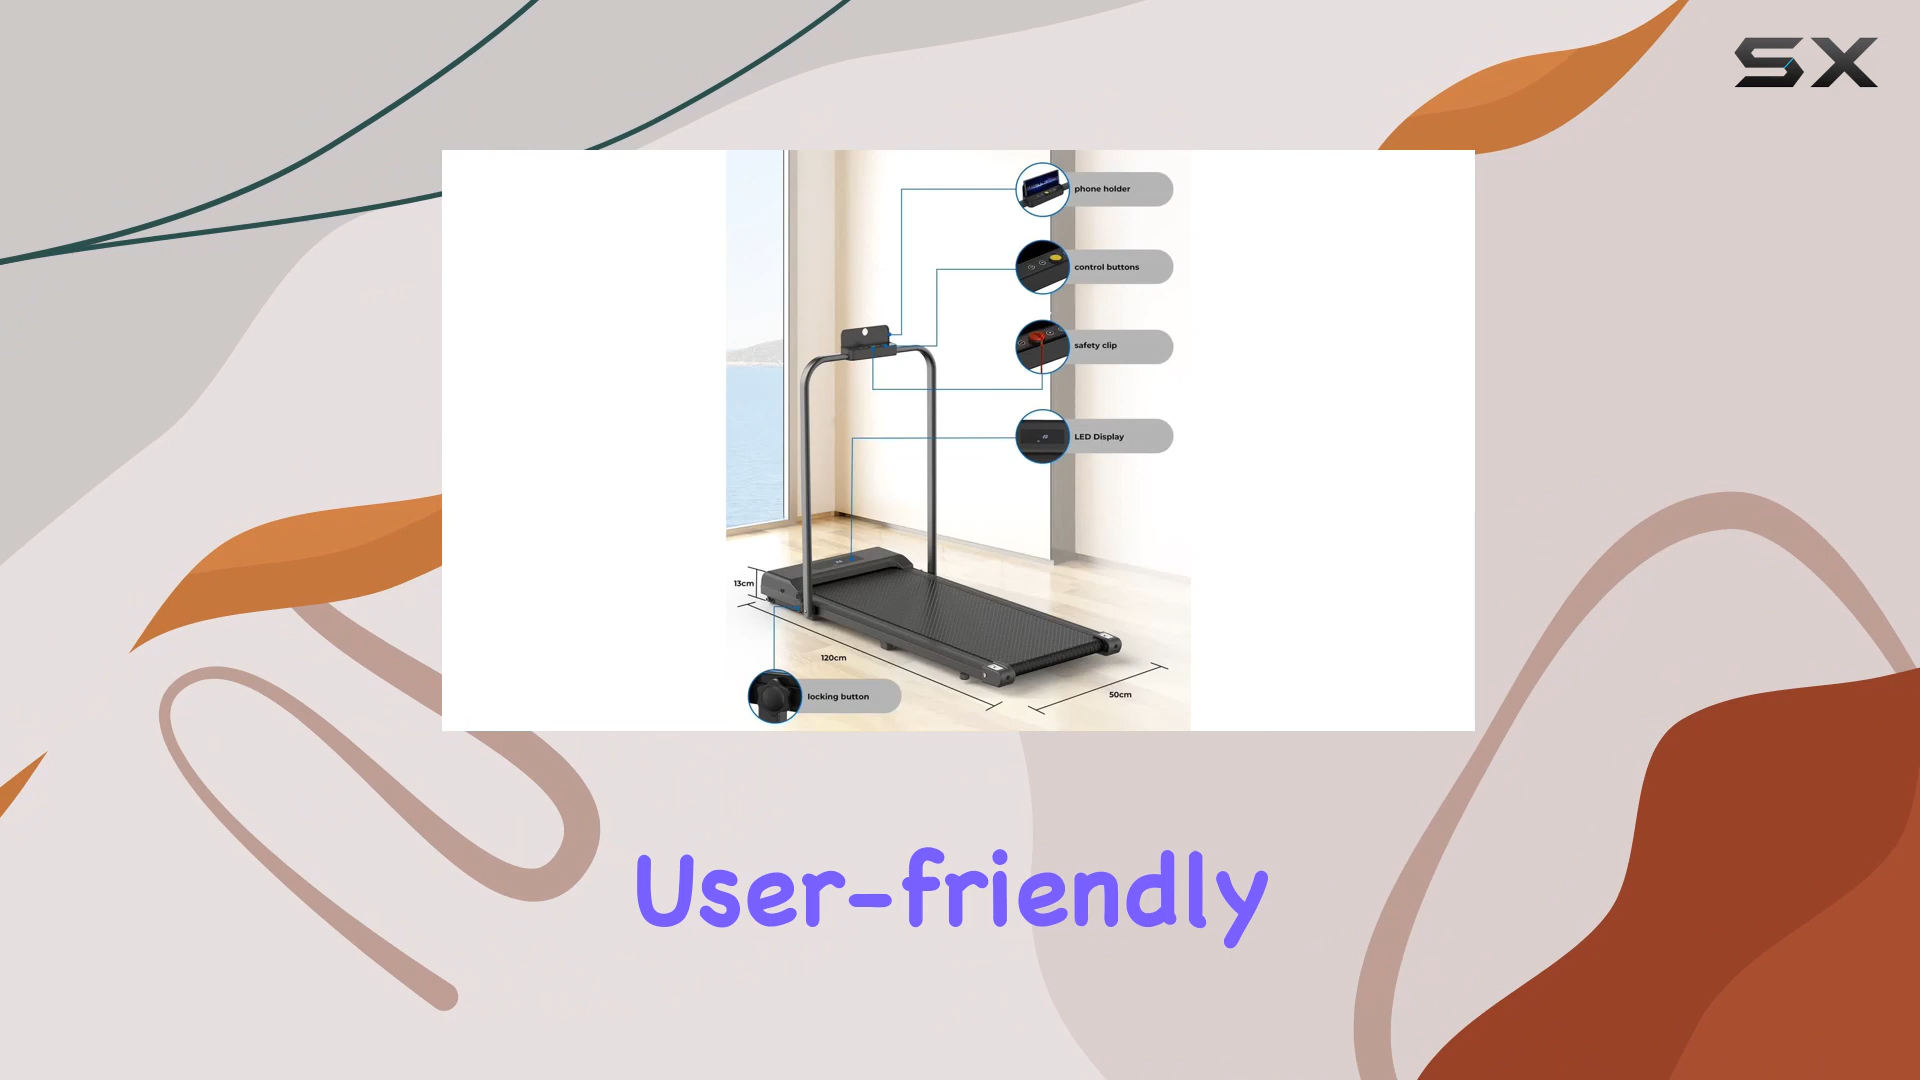 SX
phone holder
control buttons
safety clip
LED Display
13cm
120cm
50cm
locking button
User-friendly